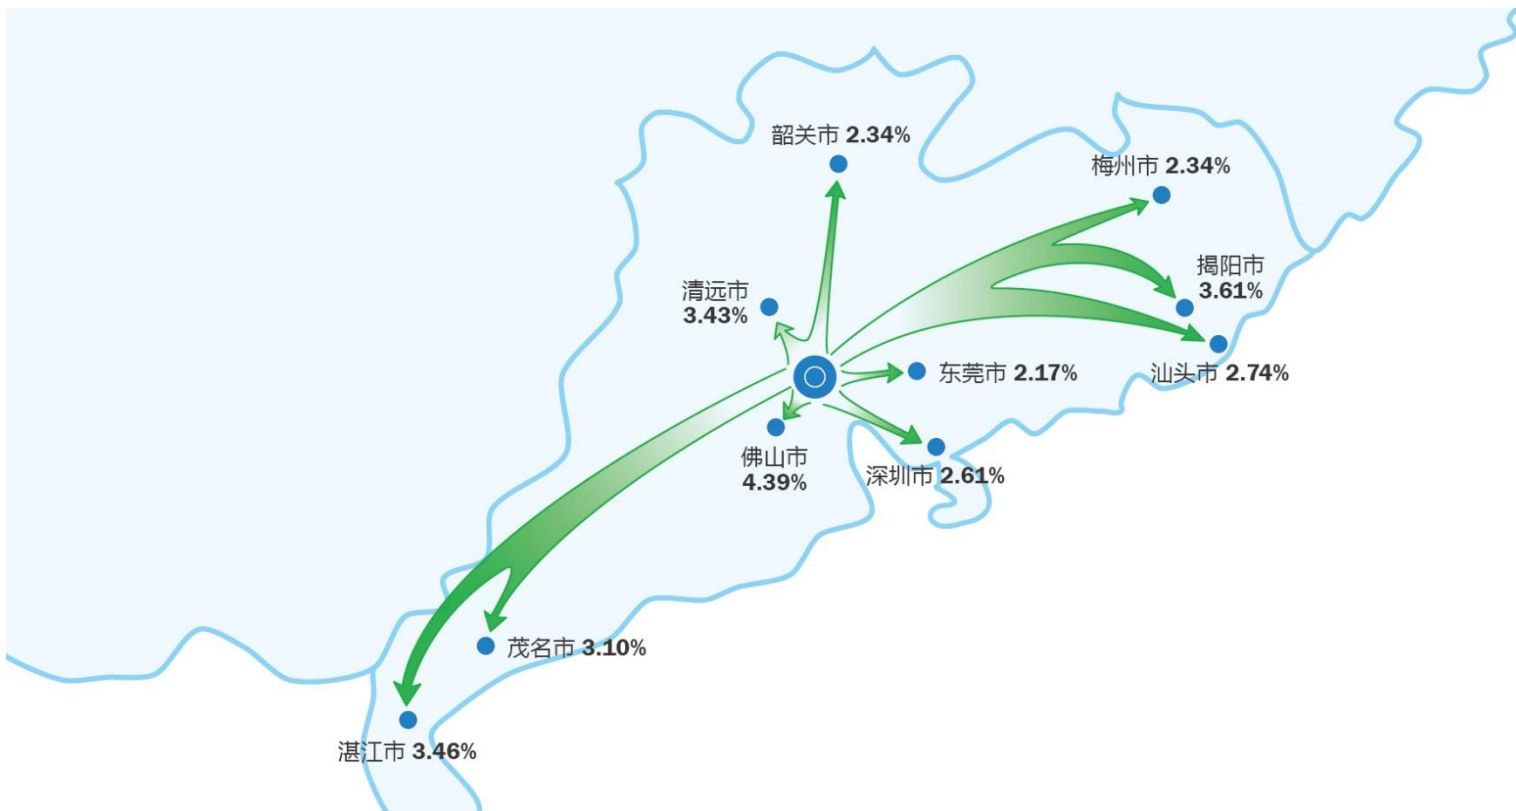 韶关市 2.34%
梅州市 2.34%
揭阳市
3.61%
清远市
3.43%
东莞市 2.17%
汕头市 2.74%
佛山市
4.39%
深圳市 2.61%
茂名市 3.10%
湛江市 3.46%